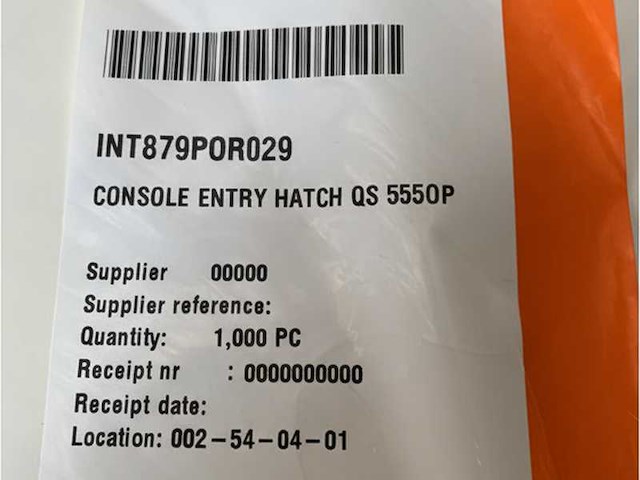 INT879POR029
CONSOLE ENTRY HATCH QS 5550P
Supplier 00000
Supplier reference:
Quantity: 1,000 PC
Receipt nr : 0000000000
Receipt date:
Location: 002-54-04-01